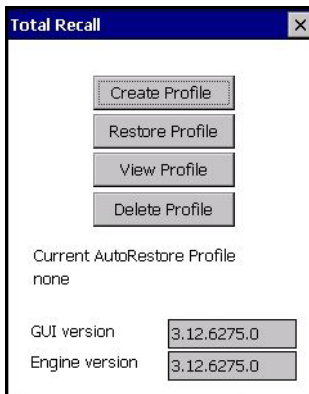 Total Recall
Create Profile
Restore Profile
View Profile
Delete Profile
Current AutoRestore Profile
none
GUI version 3.12.6275.0
Engine version 3.12.6275.0